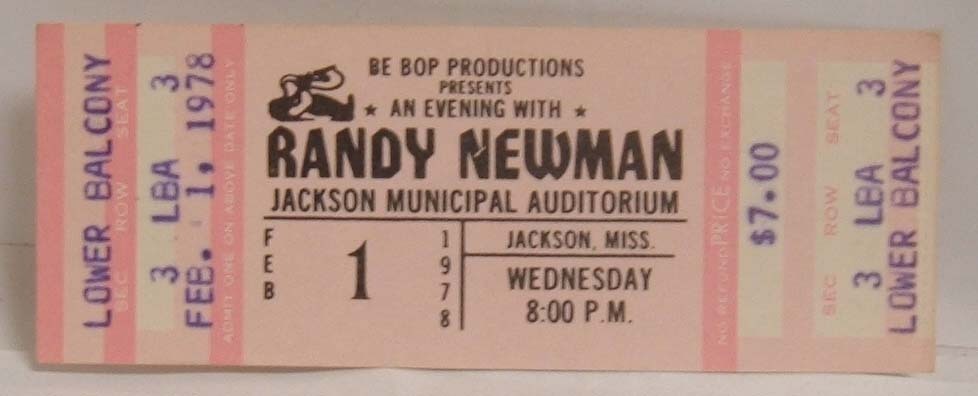 LOWER BALCONY
SEC ROW SEAT
3 LBA 3
FEB. 1, 1978
ADMIT ONE ON ABOVE DATE ONLY
BE BOP PRODUCTIONS
PRESENTS
★ AN EVENING WITH ★
RANDY NEWMAN
JACKSON MUNICIPAL AUDITORIUM
FEB 1 1978
JACKSON, MISS.
WEDNESDAY
8:00 P.M.
NO REFUND PRICE NO EXCHANGE
$7.00
SEC ROW SEAT
3 LBA 3
LOWER BALCONY